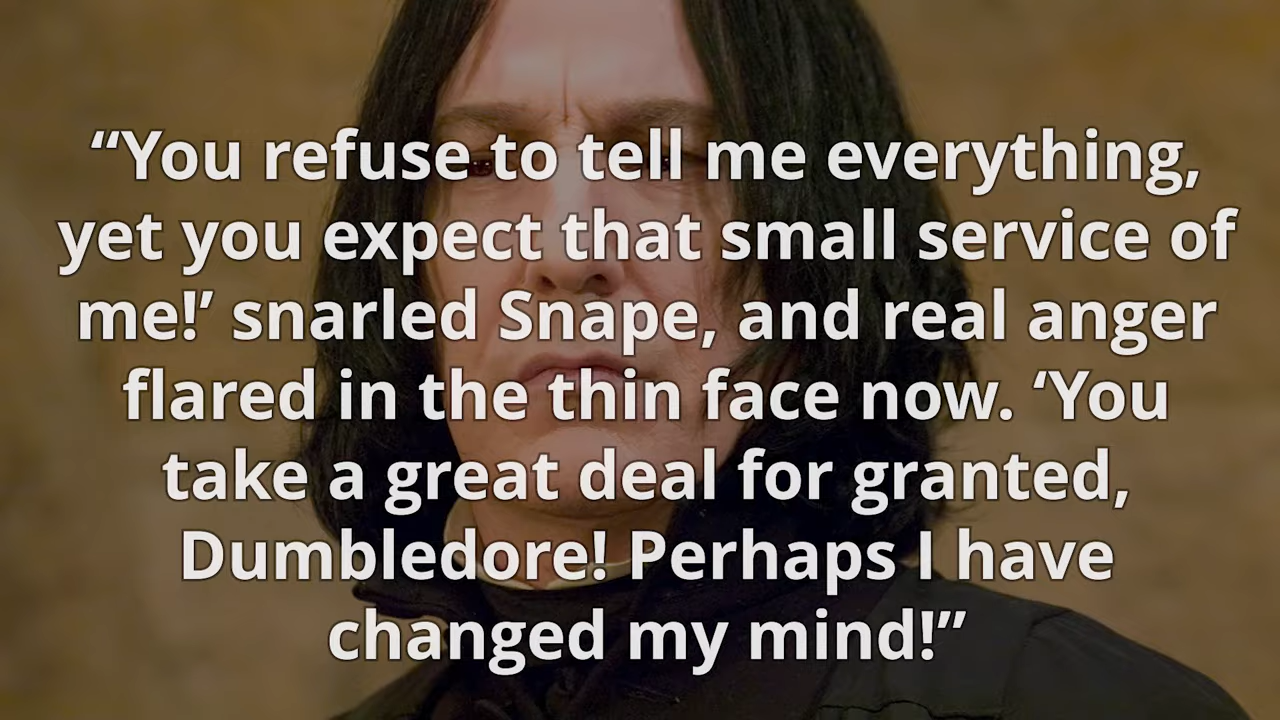 “You refuse to tell me everything,
yet you expect that small service of
me!’ snarled Snape, and real anger
flared in the thin face now. ‘You
take a great deal for granted,
Dumbledore! Perhaps I have
changed my mind!”